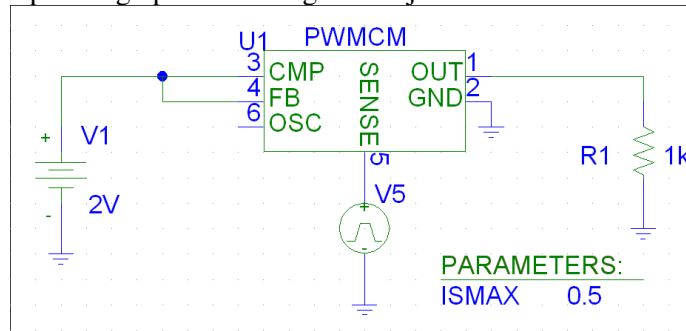 U1 PWMCM
3 CMP SENSE OUT 1
4 FB GND 2
6 OSC
5
+ V1
2V
-
V5
+
-
R1 1k
PARAMETERS:
ISMAX 0.5